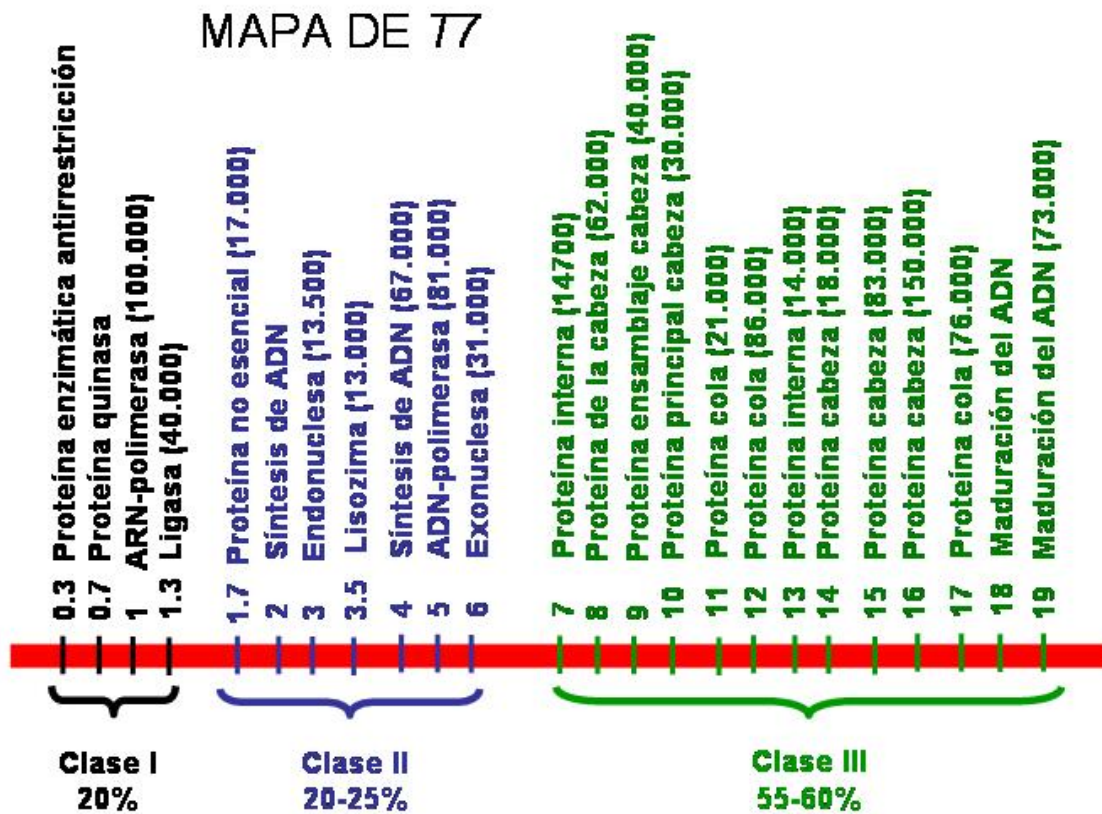 MAPA DE T7
0.3 Proteína enzimática antirrestricción
0.7 Proteína quinasa
1 ARN-polimerasa (100.000)
1.3 Ligasa (40.000)
1.7 Proteína no esencial (17.000)
2 Síntesis de ADN
3 Endonuclesa (13.500)
3.5 Lisozima (13.000)
4 Síntesis de ADN (67.000)
5 ADN-polimerasa (81.000)
6 Exonuclesa (31.000)
7 Proteína interna (14700)
8 Proteína de la cabeza (62.000)
9 Proteína ensamblaje cabeza (40.000)
10 Proteína principal cabeza (30.000)
11 Proteína cola (21.000)
12 Proteína cola (86.000)
13 Proteína interna (14.000)
14 Proteína cabeza (18.000)
15 Proteína cabeza (83.000)
16 Proteína cabeza (150.000)
17 Proteína cola (76.000)
18 Maduración del ADN
19 Maduración del ADN (73.000)
Clase I
20%
Clase II
20-25%
Clase III
55-60%